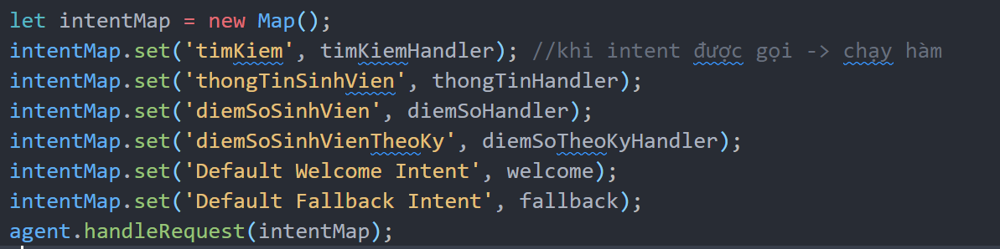 let intentMap = new Map();
intentMap.set('timKiem', timKiemHandler); //khi intent được gọi -> chạy hàm
intentMap.set('thongTinSinhVien', thongTinHandler);
intentMap.set('diemSoSinhVien', diemSoHandler);
intentMap.set('diemSoSinhVienTheoKy', diemSoTheoKyHandler);
intentMap.set('Default Welcome Intent', welcome);
intentMap.set('Default Fallback Intent', fallback);
agent.handleRequest(intentMap);